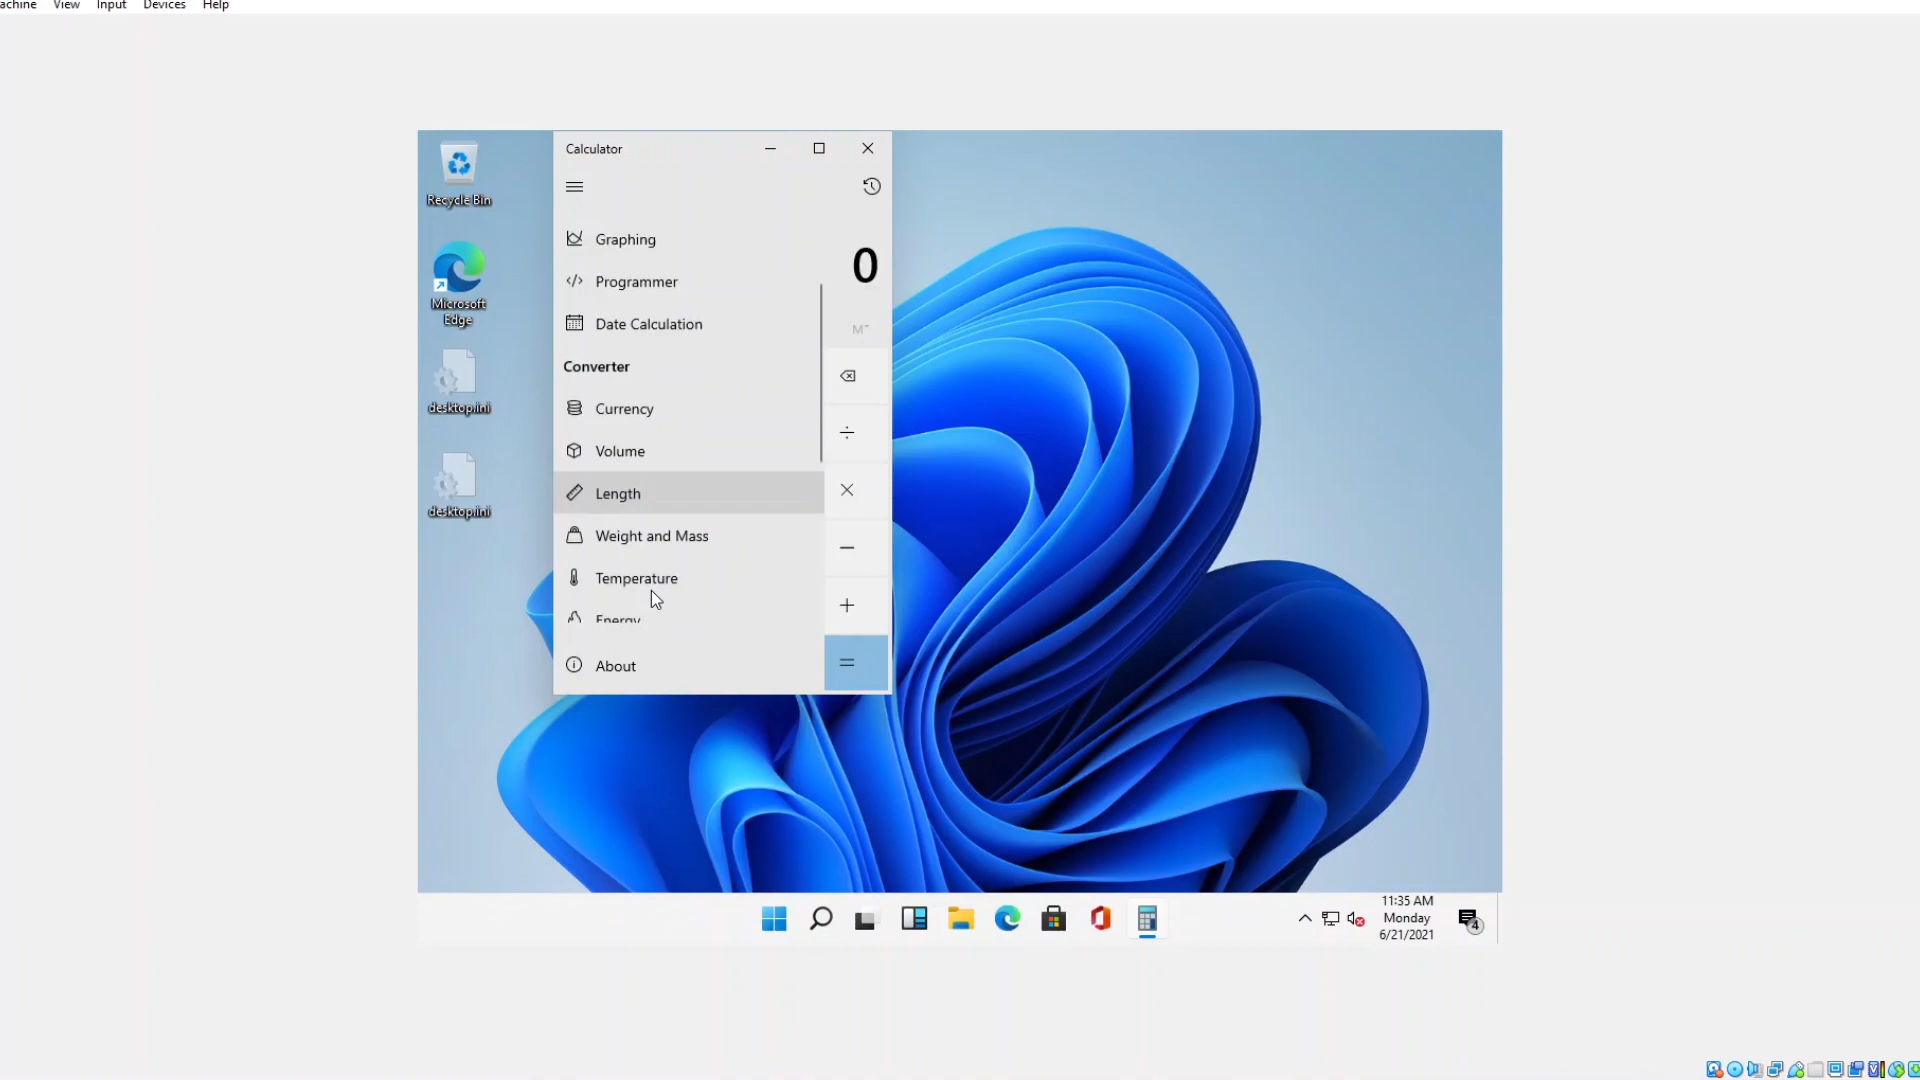 achine View Input Devices Help
Recycle Bin
Microsoft
Edge
desktop.ini
desktop.ini
Calculator
Graphing
Programmer
Date Calculation
Converter
Currency
Volume
Length
Weight and Mass
Temperature
Energy
About
0
M
÷
×
−
+
=
11:35 AM
Monday
6/21/2021
4